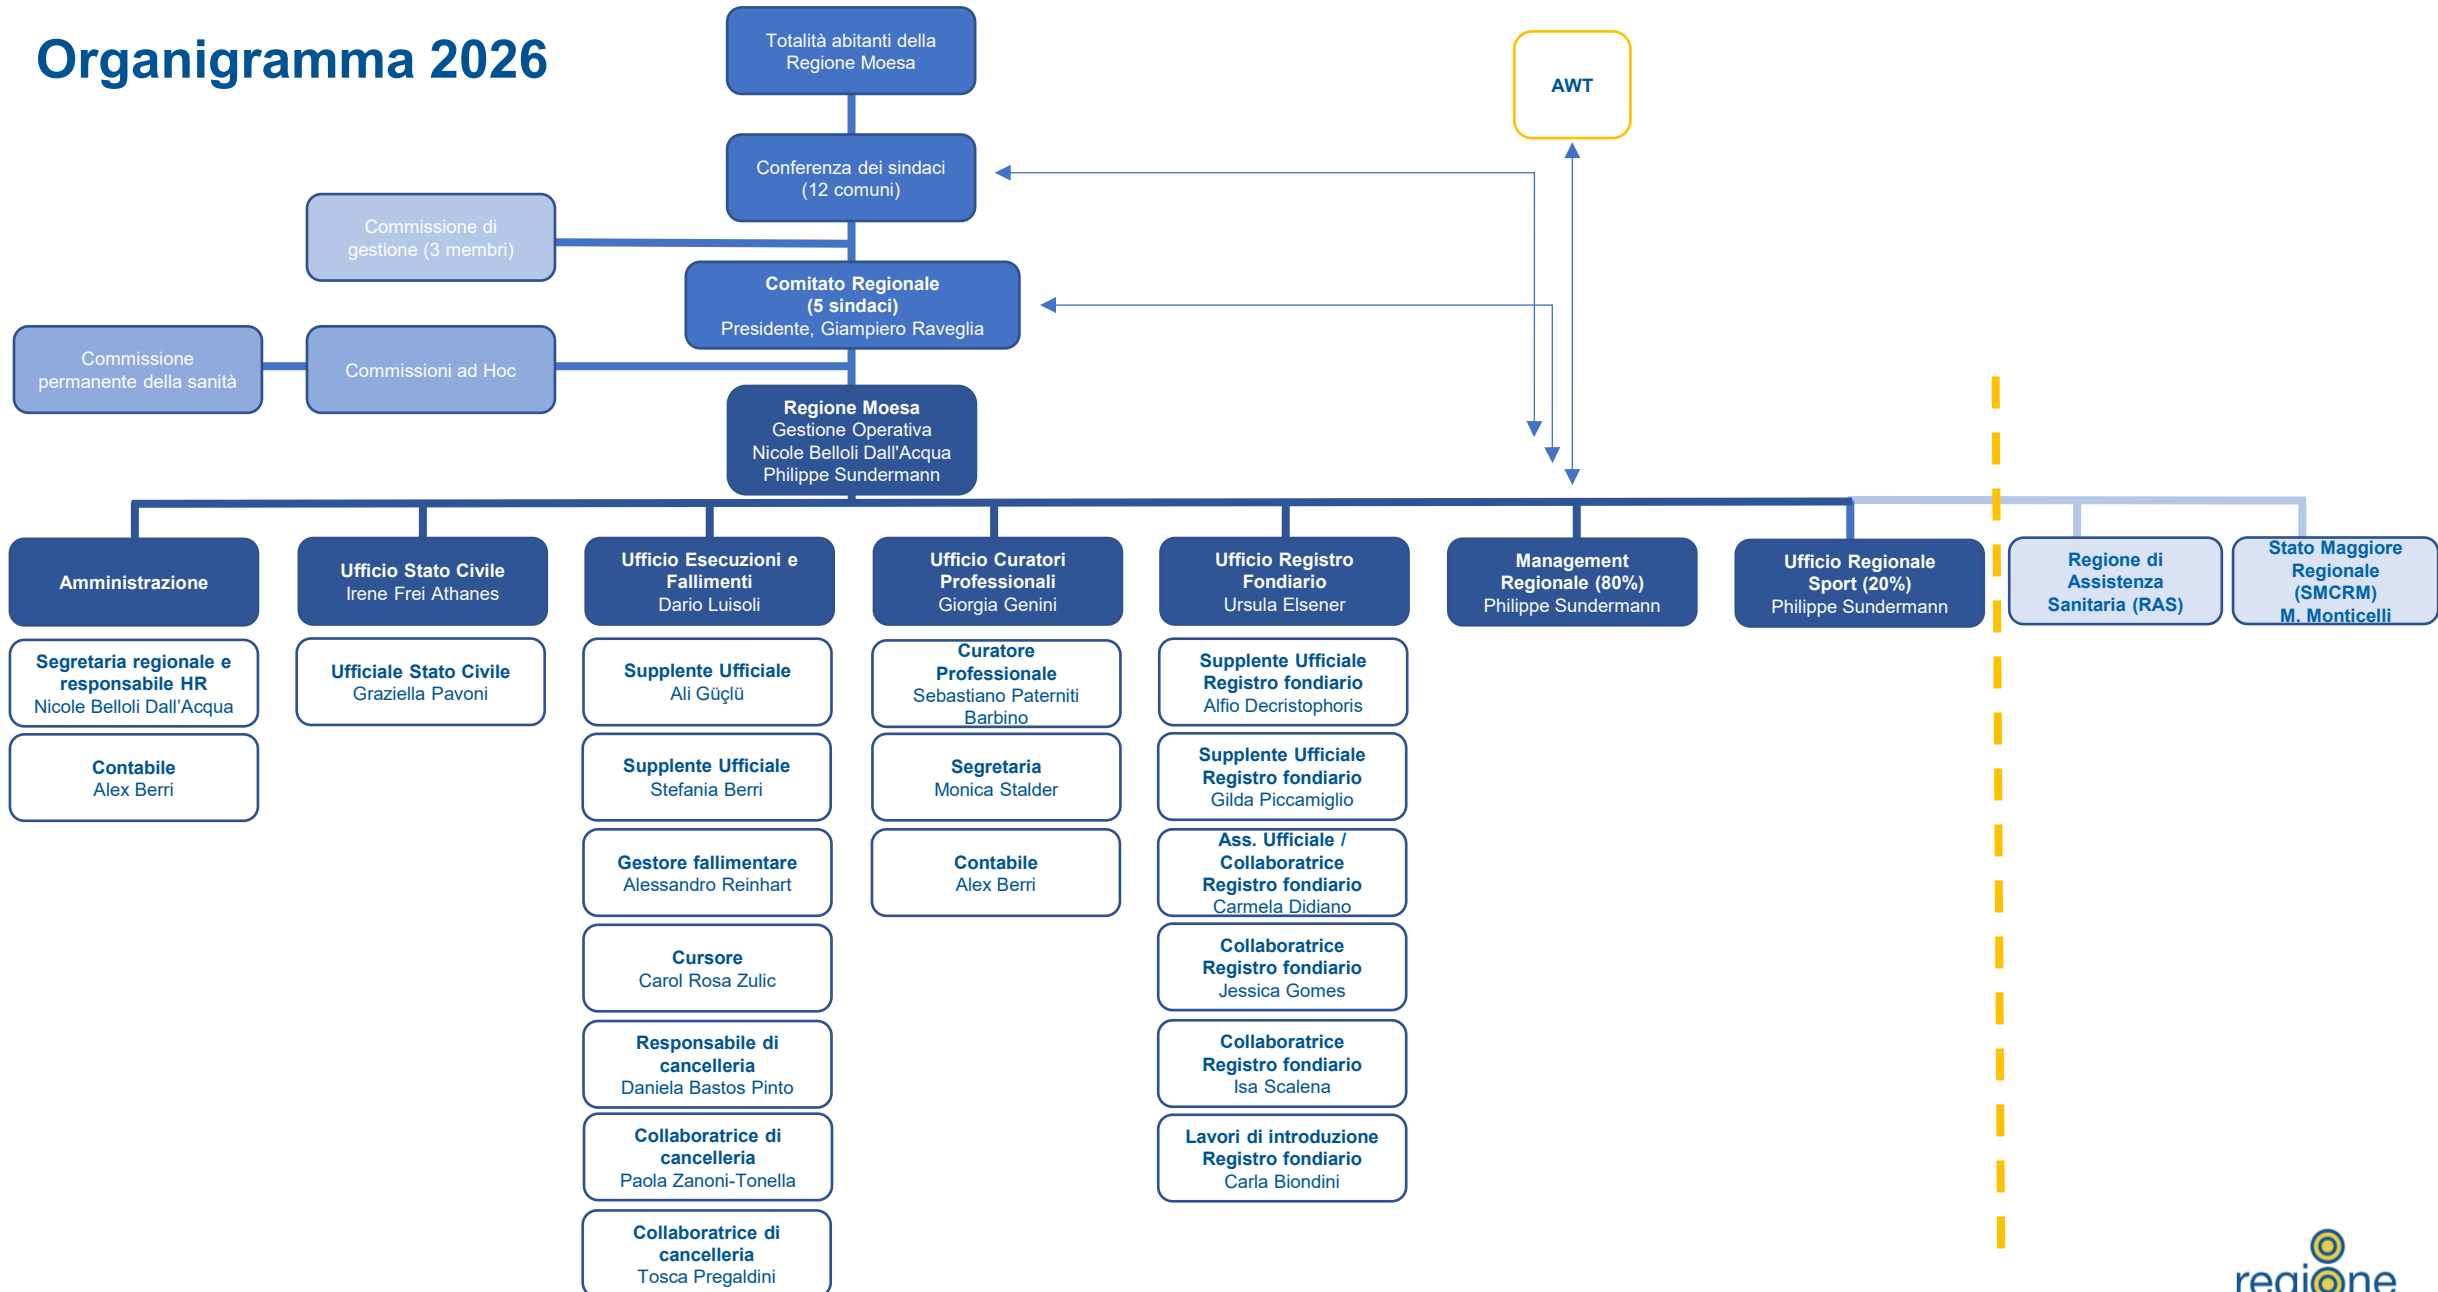 Organigramma 2026
Totalità abitanti della
Regione Moesa
AWT
Conferenza dei sindaci
(12 comuni)
Commissione di
gestione (3 membri)
Comitato Regionale
(5 sindaci)
Presidente, Giampiero Raveglia
Commissione
permanente della sanità
Commissioni ad Hoc
Regione Moesa
Gestione Operativa
Nicole Belloli Dall'Acqua
Philippe Sundermann
Amministrazione
Segretaria regionale e
responsabile HR
Nicole Belloli Dall’Acqua
Contabile
Alex Berri
Ufficio Stato Civile
Irene Frei Athanes
Ufficiale Stato Civile
Graziella Pavoni
Ufficio Esecuzioni e
Fallimenti
Dario Luisoli
Supplente Ufficiale
Ali Güçlü
Supplente Ufficiale
Stefania Berri
Gestore fallimentare
Alessandro Reinhart
Cursore
Carol Rosa Zulic
Responsabile di
cancelleria
Daniela Bastos Pinto
Collaboratrice di
cancelleria
Paola Zanoni-Tonella
Collaboratrice di
cancelleria
Tosca Pregaldini
Ufficio Curatori
Professionali
Giorgia Genini
Curatore
Professionale
Sebastiano Paterniti
Barbino
Segretaria
Monica Stalder
Contabile
Alex Berri
Ufficio Registro
Fondiario
Ursula Elsener
Supplente Ufficiale
Registro fondiario
Alfio Decristophoris
Supplente Ufficiale
Registro fondiario
Gilda Piccamiglio
Ass. Ufficiale /
Collaboratrice
Registro fondiario
Carmela Didiano
Collaboratrice
Registro fondiario
Jessica Gomes
Collaboratrice
Registro fondiario
Isa Scalena
Lavori di introduzione
Registro fondiario
Carla Biondini
Management
Regionale (80%)
Philippe Sundermann
Ufficio Regionale
Sport (20%)
Philippe Sundermann
Regione di
Assistenza
Sanitaria (RAS)
Stato Maggiore
Regionale
(SMCRM)
M. Monticelli
regione